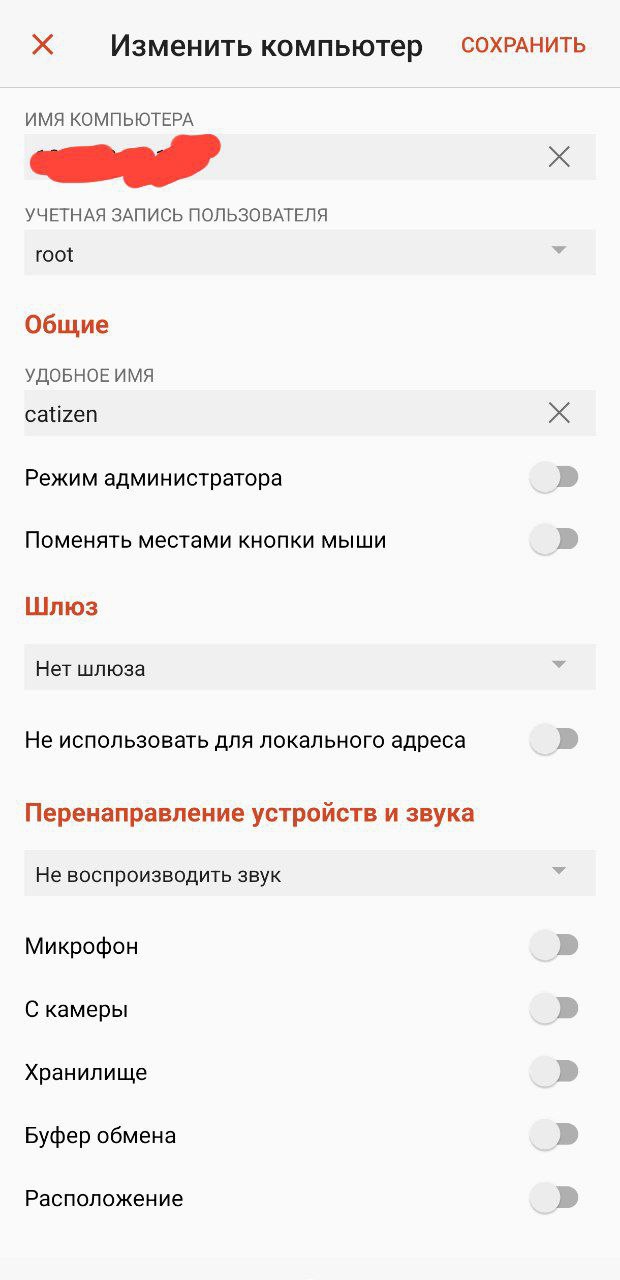 Изменить компьютер
СОХРАНИТЬ
ИМЯ КОМПЬЮТЕРА
УЧЕТНАЯ ЗАПИСЬ ПОЛЬЗОВАТЕЛЯ
root
Общие
УДОБНОЕ ИМЯ
catizen
Режим администратора
Поменять местами кнопки мыши
Шлюз
Нет шлюза
Не использовать для локального адреса
Перенаправление устройств и звука
Не воспроизводить звук
Микрофон
С камеры
Хранилище
Буфер обмена
Расположение